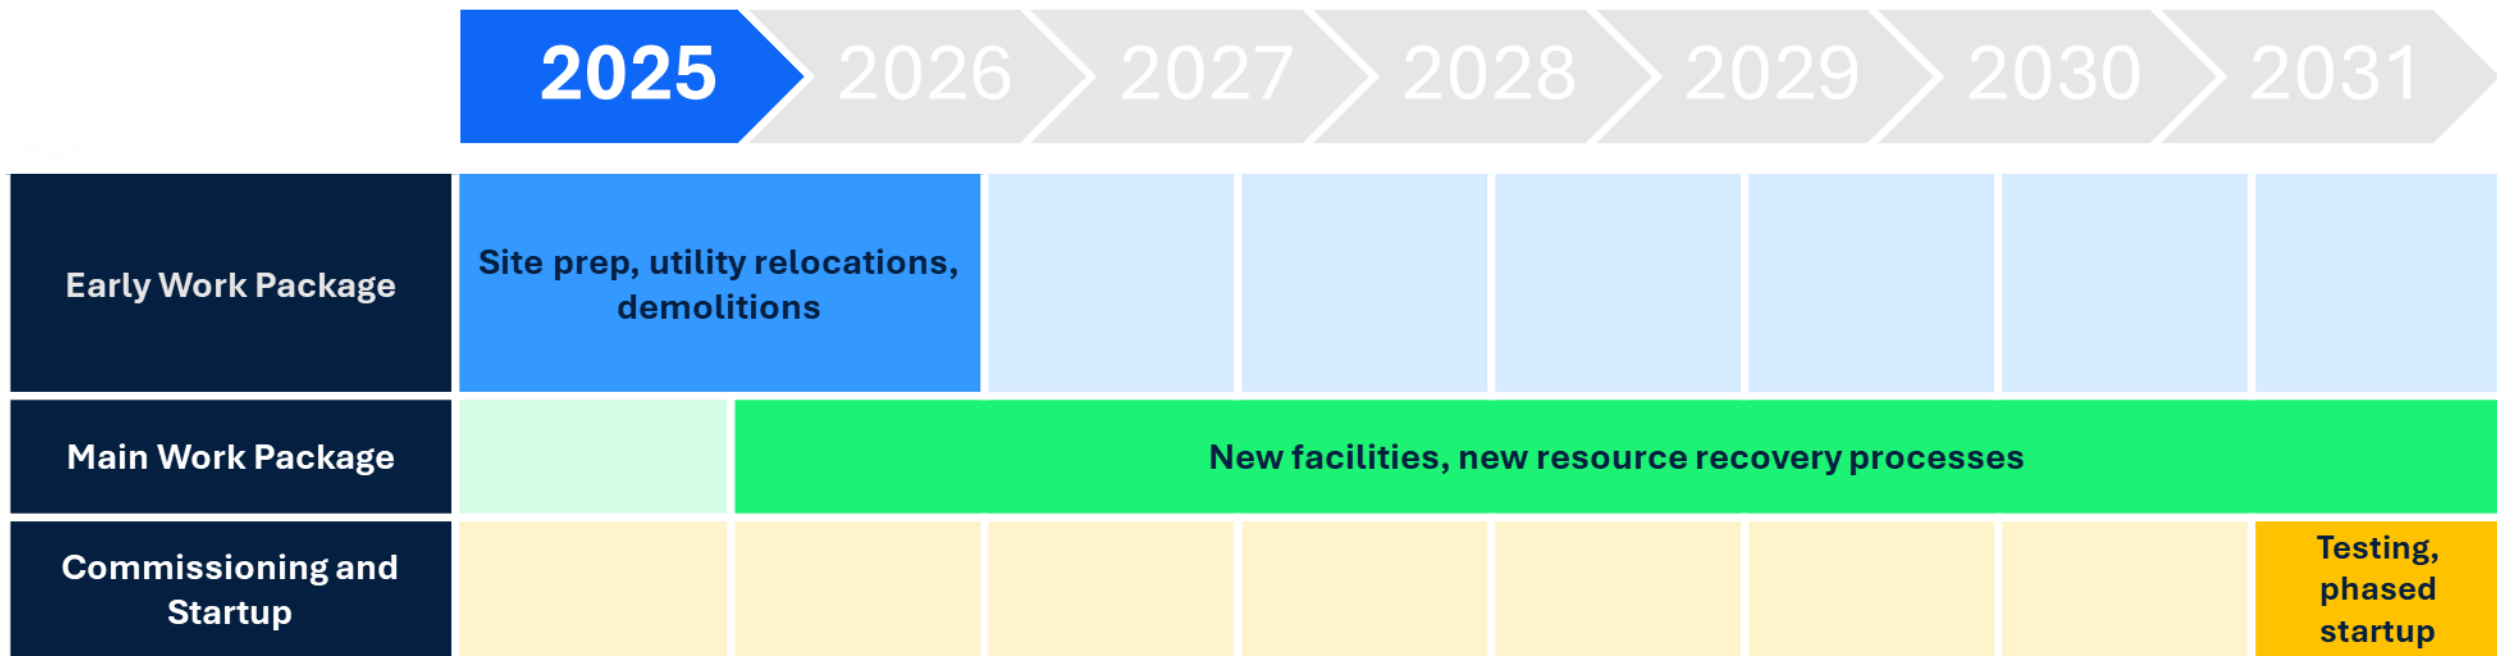 2025 2026 2027 2028 2029 2030 2031
Early Work Package
Site prep, utility relocations,
demolitions
Main Work Package
New facilities, new resource recovery processes
Commissioning and
Startup
Testing,
phased
startup